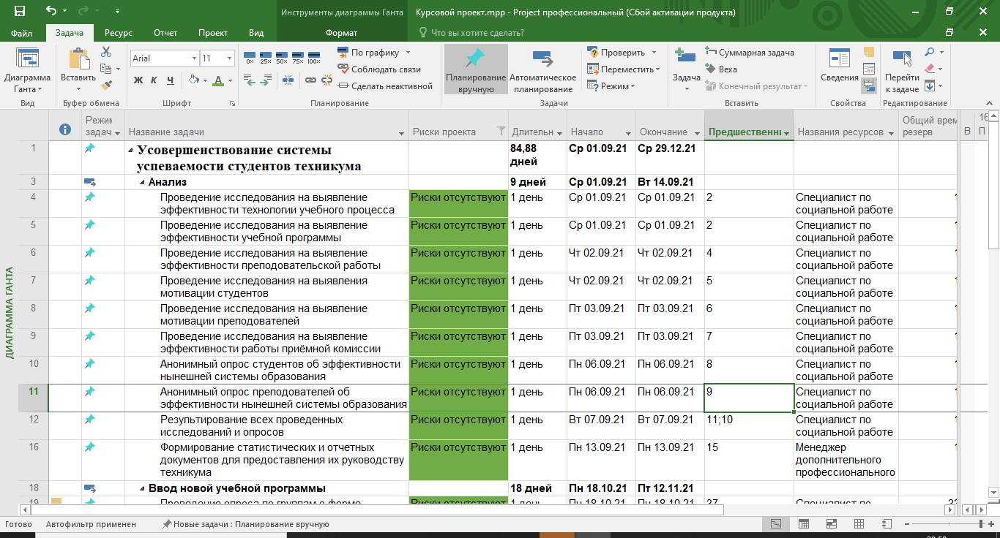 Инструменты диаграммы Ганта
Курсовой проект.mpp - Project профессиональный (Сбой активации продукта)
Файл Задача Ресурс Отчет Проект Вид Формат Что вы хотите сделать?
Диаграмма Ганта
Вид
Вставить
Буфер обмена
Arial 11
Ж К Ч А
Шрифт
0% 25% 50% 75% 100%
По графику
Соблюдать связи
Сделать неактивной
Планирование
Планирование вручную
Автоматическое планирование
Проверить
Переместить
Режим
Задачи
Задача
Суммарная задача
Веха
Конечный результат
Вставить
Сведения
Свойства
Перейти к задаче
Редактирование
Режим задачи Название задачи Риски проекта Длительн Начало Окончание Предшественни Названия ресурсов Общий врем резерв 16 В П
1 Усовершенствование системы успеваемости студентов техникума 84,88 дней Ср 01.09.21 Ср 29.12.21
3 Анализ 9 дней Ср 01.09.21 Вт 14.09.21
4 Проведение исследования на выявление эффективности технологии учебного процесса Риски отсутствуют 1 день Ср 01.09.21 Ср 01.09.21 2 Специалист по социальной работе
5 Проведение исследования на выявление эффективности учебной программы Риски отсутствуют 1 день Ср 01.09.21 Ср 01.09.21 2 Специалист по социальной работе
6 Проведение исследования на выявление эффективности преподовательской работы Риски отсутствуют 1 день Чт 02.09.21 Чт 02.09.21 4 Специалист по социальной работе
7 Проведение исследования на выявления мотивации студентов Риски отсутствуют 1 день Чт 02.09.21 Чт 02.09.21 5 Специалист по социальной работе
8 Проведение исследования на выявление мотивации преподователей Риски отсутствуют 1 день Пт 03.09.21 Пт 03.09.21 6 Специалист по социальной работе
9 Проведение исследования на выявление эффективности работы приёмной комиссии Риски отсутствуют 1 день Пт 03.09.21 Пт 03.09.21 7 Специалист по социальной работе
10 Анонимный опрос студентов об эффективности нынешней системы образования Риски отсутствуют 1 день Пн 06.09.21 Пн 06.09.21 8 Специалист по социальной работе
11 Анонимный опрос преподователей об эффективности нынешней системы образования Риски отсутствуют 1 день Пн 06.09.21 Пн 06.09.21 9 Специалист по социальной работе
12 Результирование всех проведенных исследований и опросов Риски отсутствуют 1 день Вт 07.09.21 Вт 07.09.21 11;10 Специалист по социальной работе
16 Формирование статистических и отчетных документов для предоставления их руководству техникума Риски отсутствуют 1 день Пн 13.09.21 Пн 13.09.21 15 Менеджер дополнительного профессионального
18 Ввод новой учебной программы 18 дней Пн 18.10.21 Пт 12.11.21
19 Проведение опроса по группам о форме Риски отсутствуют 1 день Пн 18.10.21 Пн 18.10.21 37 Специалист по
ДИАГРАММА ГАНТА
Готово Автофильтр применен Новые задачи : Планирование вручную